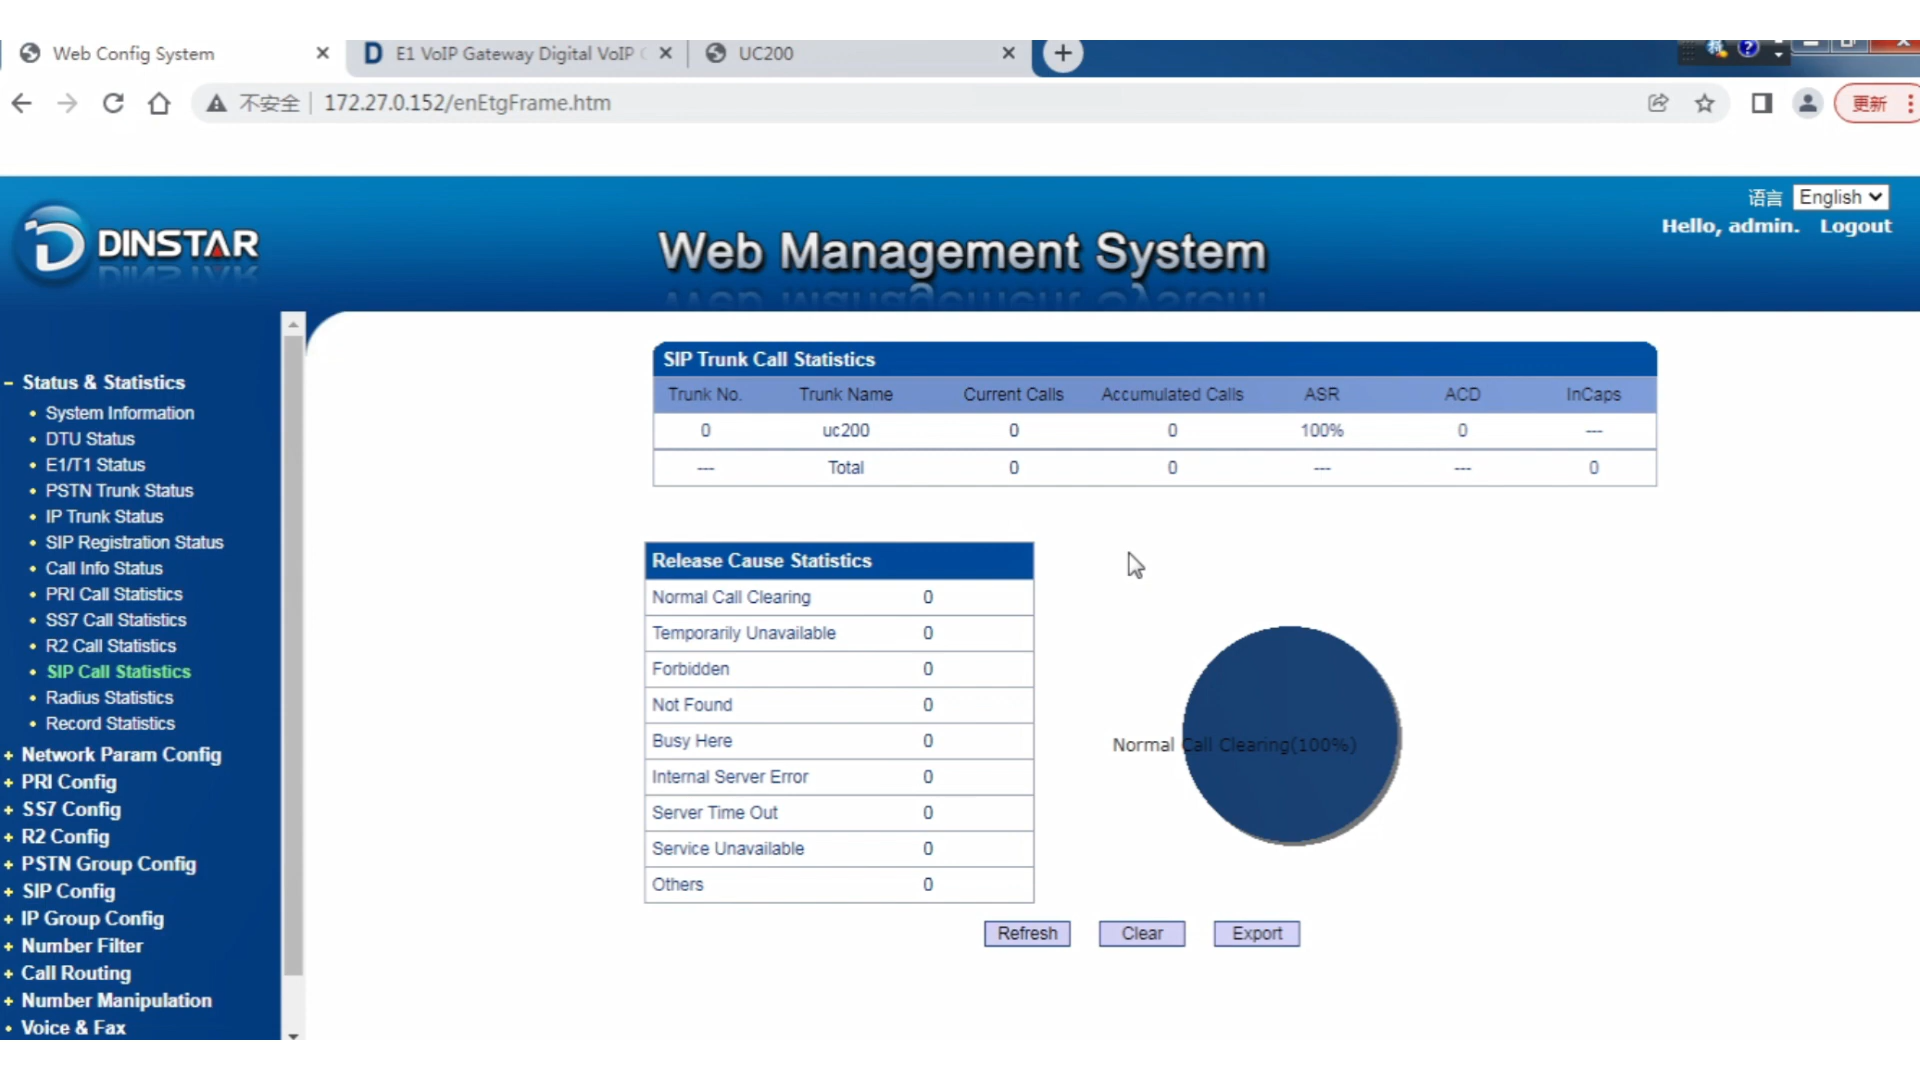 Web Config System
E1 VoIP Gateway Digital VoIP
UC200
不安全 172.27.0.152/enEtgFrame.htm
更新
语言 English
Hello, admin. Logout
DINSTAR
Web Management System
Status & Statistics
System Information
DTU Status
E1/T1 Status
PSTN Trunk Status
IP Trunk Status
SIP Registration Status
Call Info Status
PRI Call Statistics
SS7 Call Statistics
R2 Call Statistics
SIP Call Statistics
Radius Statistics
Record Statistics
Network Param Config
PRI Config
SS7 Config
R2 Config
PSTN Group Config
SIP Config
IP Group Config
Number Filter
Call Routing
Number Manipulation
Voice & Fax
SIP Trunk Call Statistics
Trunk No. Trunk Name Current Calls Accumulated Calls ASR ACD InCaps
0 uc200 0 0 100% 0 ---
--- Total 0 0 --- --- 0
Release Cause Statistics
Normal Call Clearing 0
Temporarily Unavailable 0
Forbidden 0
Not Found 0
Busy Here 0
Internal Server Error 0
Server Time Out 0
Service Unavailable 0
Others 0
Normal Call Clearing(100%)
Refresh Clear Export